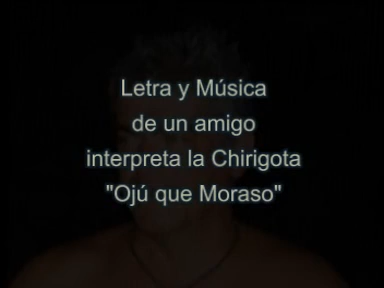 Letra y Música
de un amigo
interpreta la Chirigota
"Ojú que Moraso"